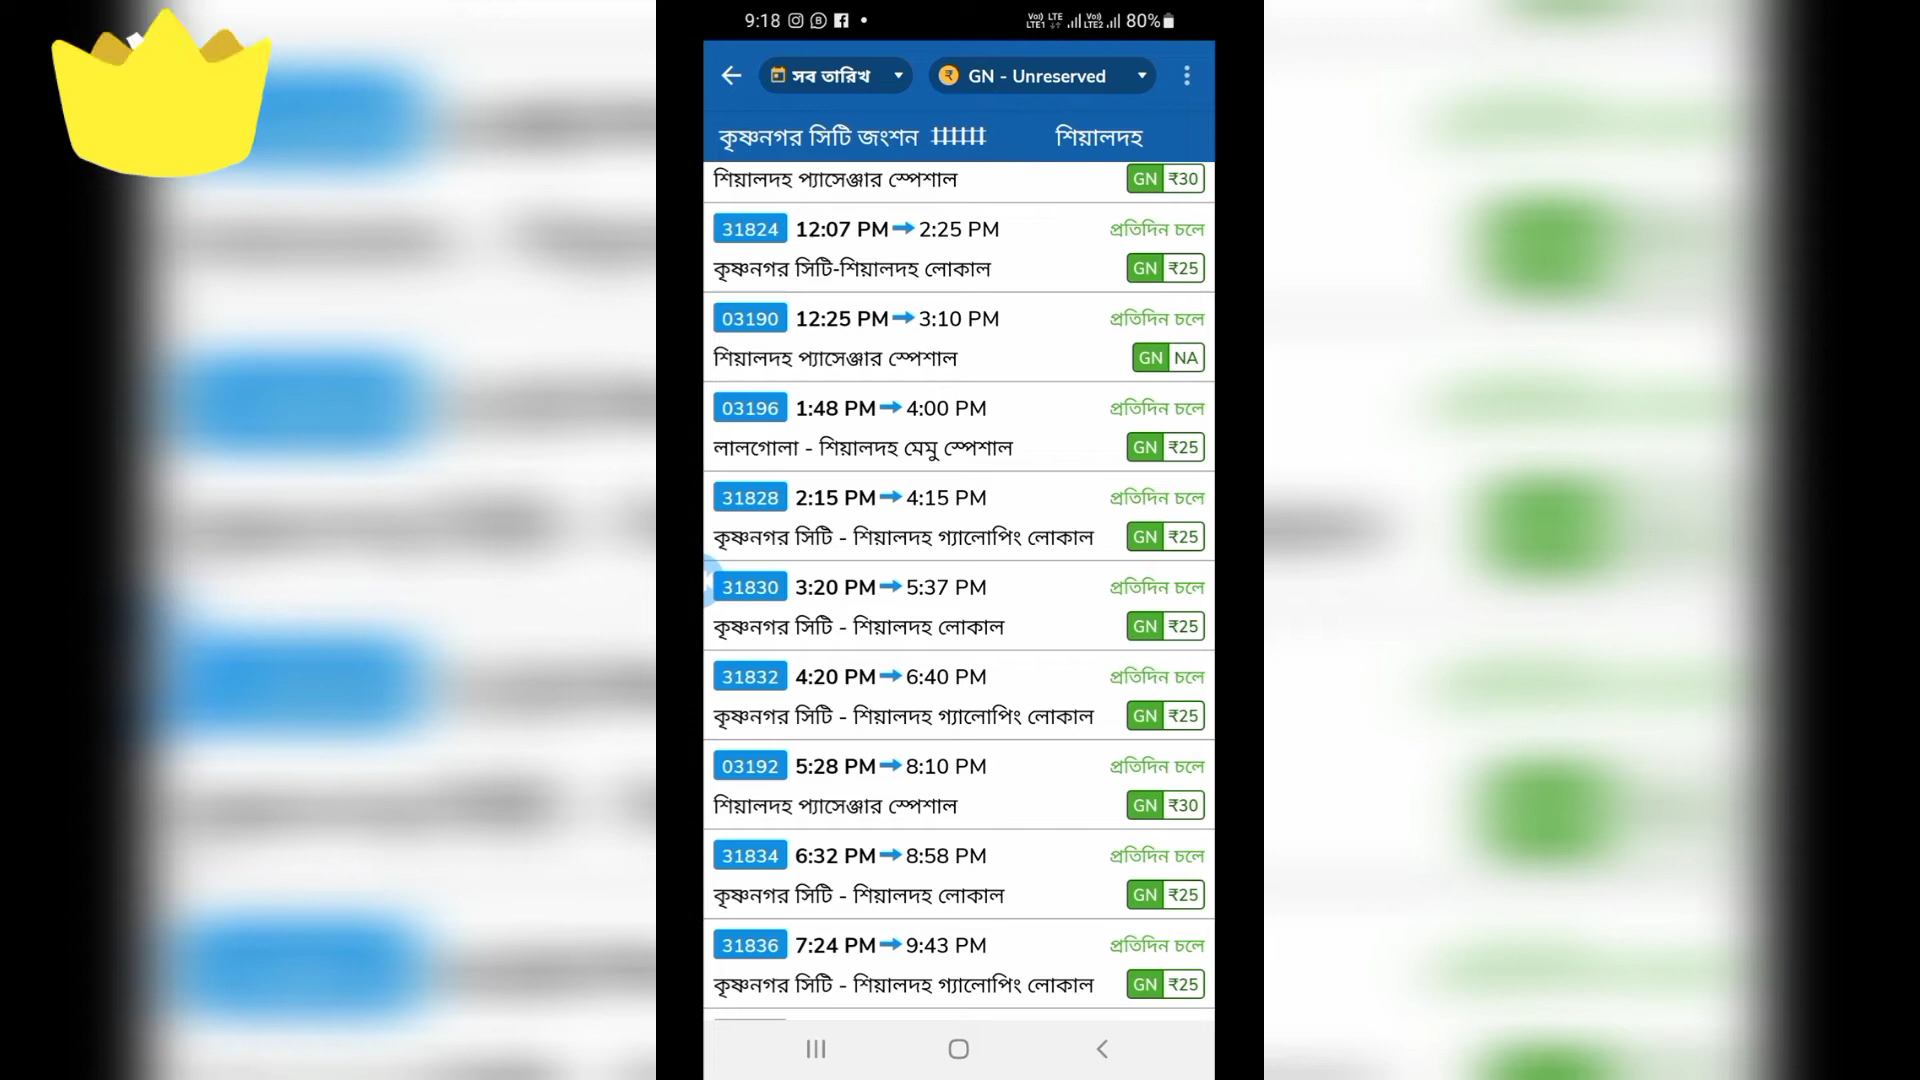 9:18 Vo) LTE LTE1 Vo) LTE2 80%
সব তারিখ GN - Unreserved
কৃষ্ণনগর সিটি জংশন শিয়ালদহ
শিয়ালদহ প্যাসেঞ্জার স্পেশাল GN ₹30
31824 12:07 PM 2:25 PM প্রতিদিন চলে
কৃষ্ণনগর সিটি-শিয়ালদহ লোকাল GN ₹25
03190 12:25 PM 3:10 PM প্রতিদিন চলে
শিয়ালদহ প্যাসেঞ্জার স্পেশাল GN NA
03196 1:48 PM 4:00 PM প্রতিদিন চলে
লালগোলা - শিয়ালদহ মেমু স্পেশাল GN ₹25
31828 2:15 PM 4:15 PM প্রতিদিন চলে
কৃষ্ণনগর সিটি - শিয়ালদহ গ্যালোপিং লোকাল GN ₹25
31830 3:20 PM 5:37 PM প্রতিদিন চলে
কৃষ্ণনগর সিটি - শিয়ালদহ লোকাল GN ₹25
31832 4:20 PM 6:40 PM প্রতিদিন চলে
কৃষ্ণনগর সিটি - শিয়ালদহ গ্যালোপিং লোকাল GN ₹25
03192 5:28 PM 8:10 PM প্রতিদিন চলে
শিয়ালদহ প্যাসেঞ্জার স্পেশাল GN ₹30
31834 6:32 PM 8:58 PM প্রতিদিন চলে
কৃষ্ণনগর সিটি - শিয়ালদহ লোকাল GN ₹25
31836 7:24 PM 9:43 PM প্রতিদিন চলে
কৃষ্ণনগর সিটি - শিয়ালদহ গ্যালোপিং লোকাল GN ₹25